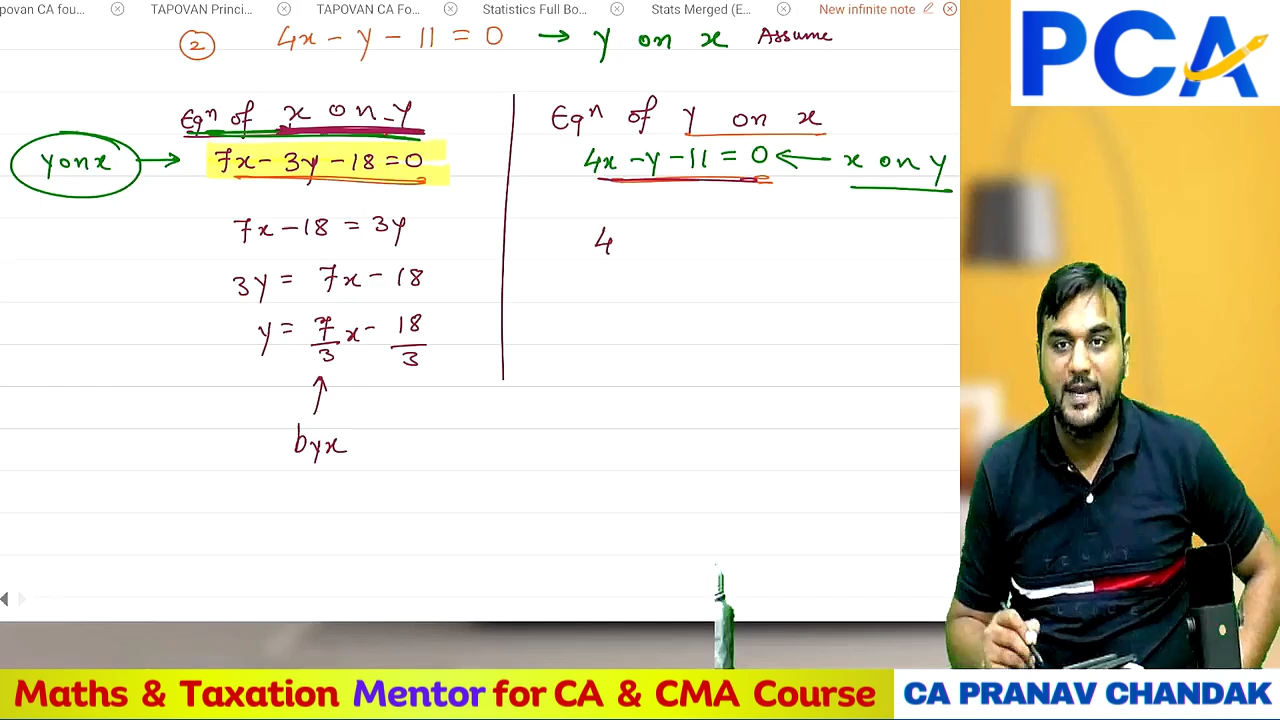 povan CA fou...
TAPOVAN Princi...
TAPOVAN CA Fo...
Statistics Full Bo...
Stats Merged (E...
New infinite note
② 4x - y - 11 = 0 → y on x Assume
Eqⁿ of x on y
Eqⁿ of y on x
y on x → 7x - 3y - 18 = 0
4x - y - 11 = 0 ← x on y
7x - 18 = 3y
4
3y = 7x - 18
y = 7/3 x - 18/3
↑
byx
PCA
Maths & Taxation Mentor for CA & CMA Course
CA PRANAV CHANDAK